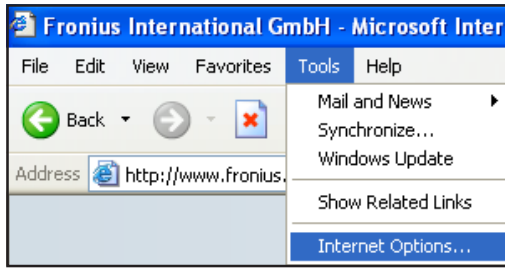 Fronius International GmbH - Microsoft Inter
File Edit View Favorites Tools Help
Back
Mail and News
Synchronize...
Windows Update
Address http://www.fronius.
Show Related Links
Internet Options...